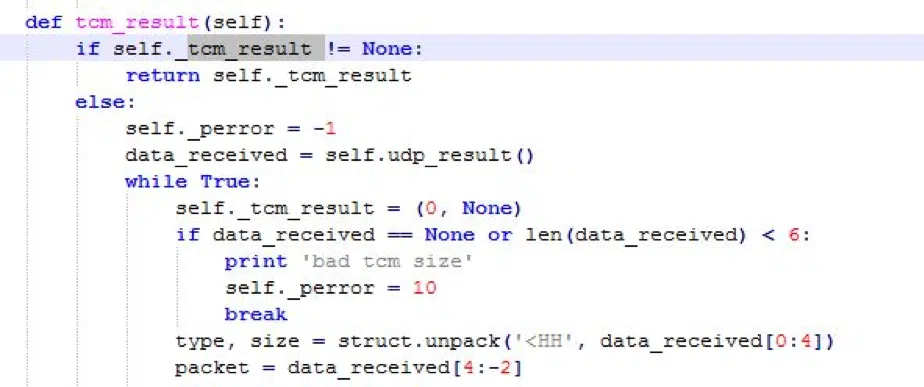 def tcm_result(self):
    if self._tcm_result != None:
        return self._tcm_result
    else:
        self._perror = -1
        data_received = self.udp_result()
        while True:
            self._tcm_result = (0, None)
            if data_received == None or len(data_received) < 6:
                print 'bad tcm size'
                self._perror = 10
                break
            type, size = struct.unpack('<HH', data_received[0:4])
            packet = data_received[4:-2]